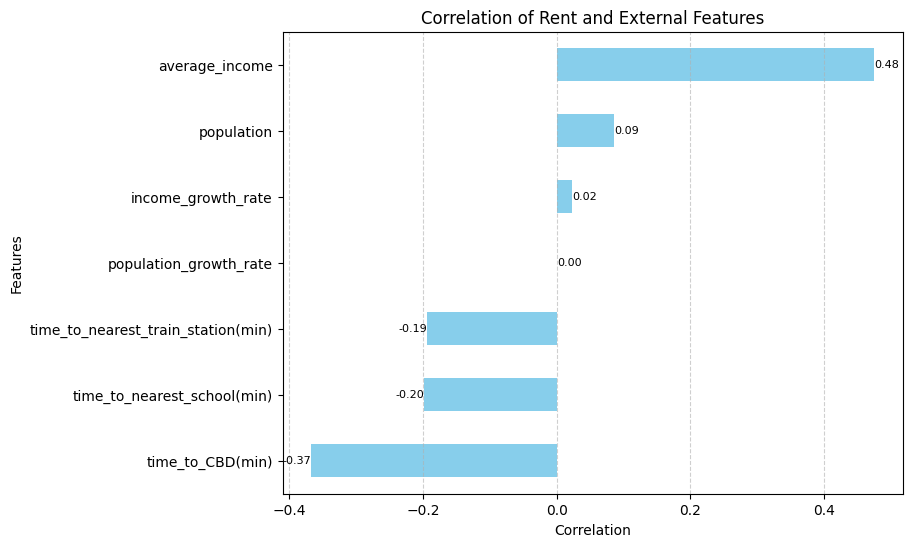 Correlation of Rent and External Features
average_income
0.48
population
0.09
income_growth_rate
0.02
population_growth_rate
0.00
time_to_nearest_train_station(min)
-0.19
time_to_nearest_school(min)
-0.20
time_to_CBD(min)
-0.37
Features
−0.4
−0.2
0.0
0.2
0.4
Correlation